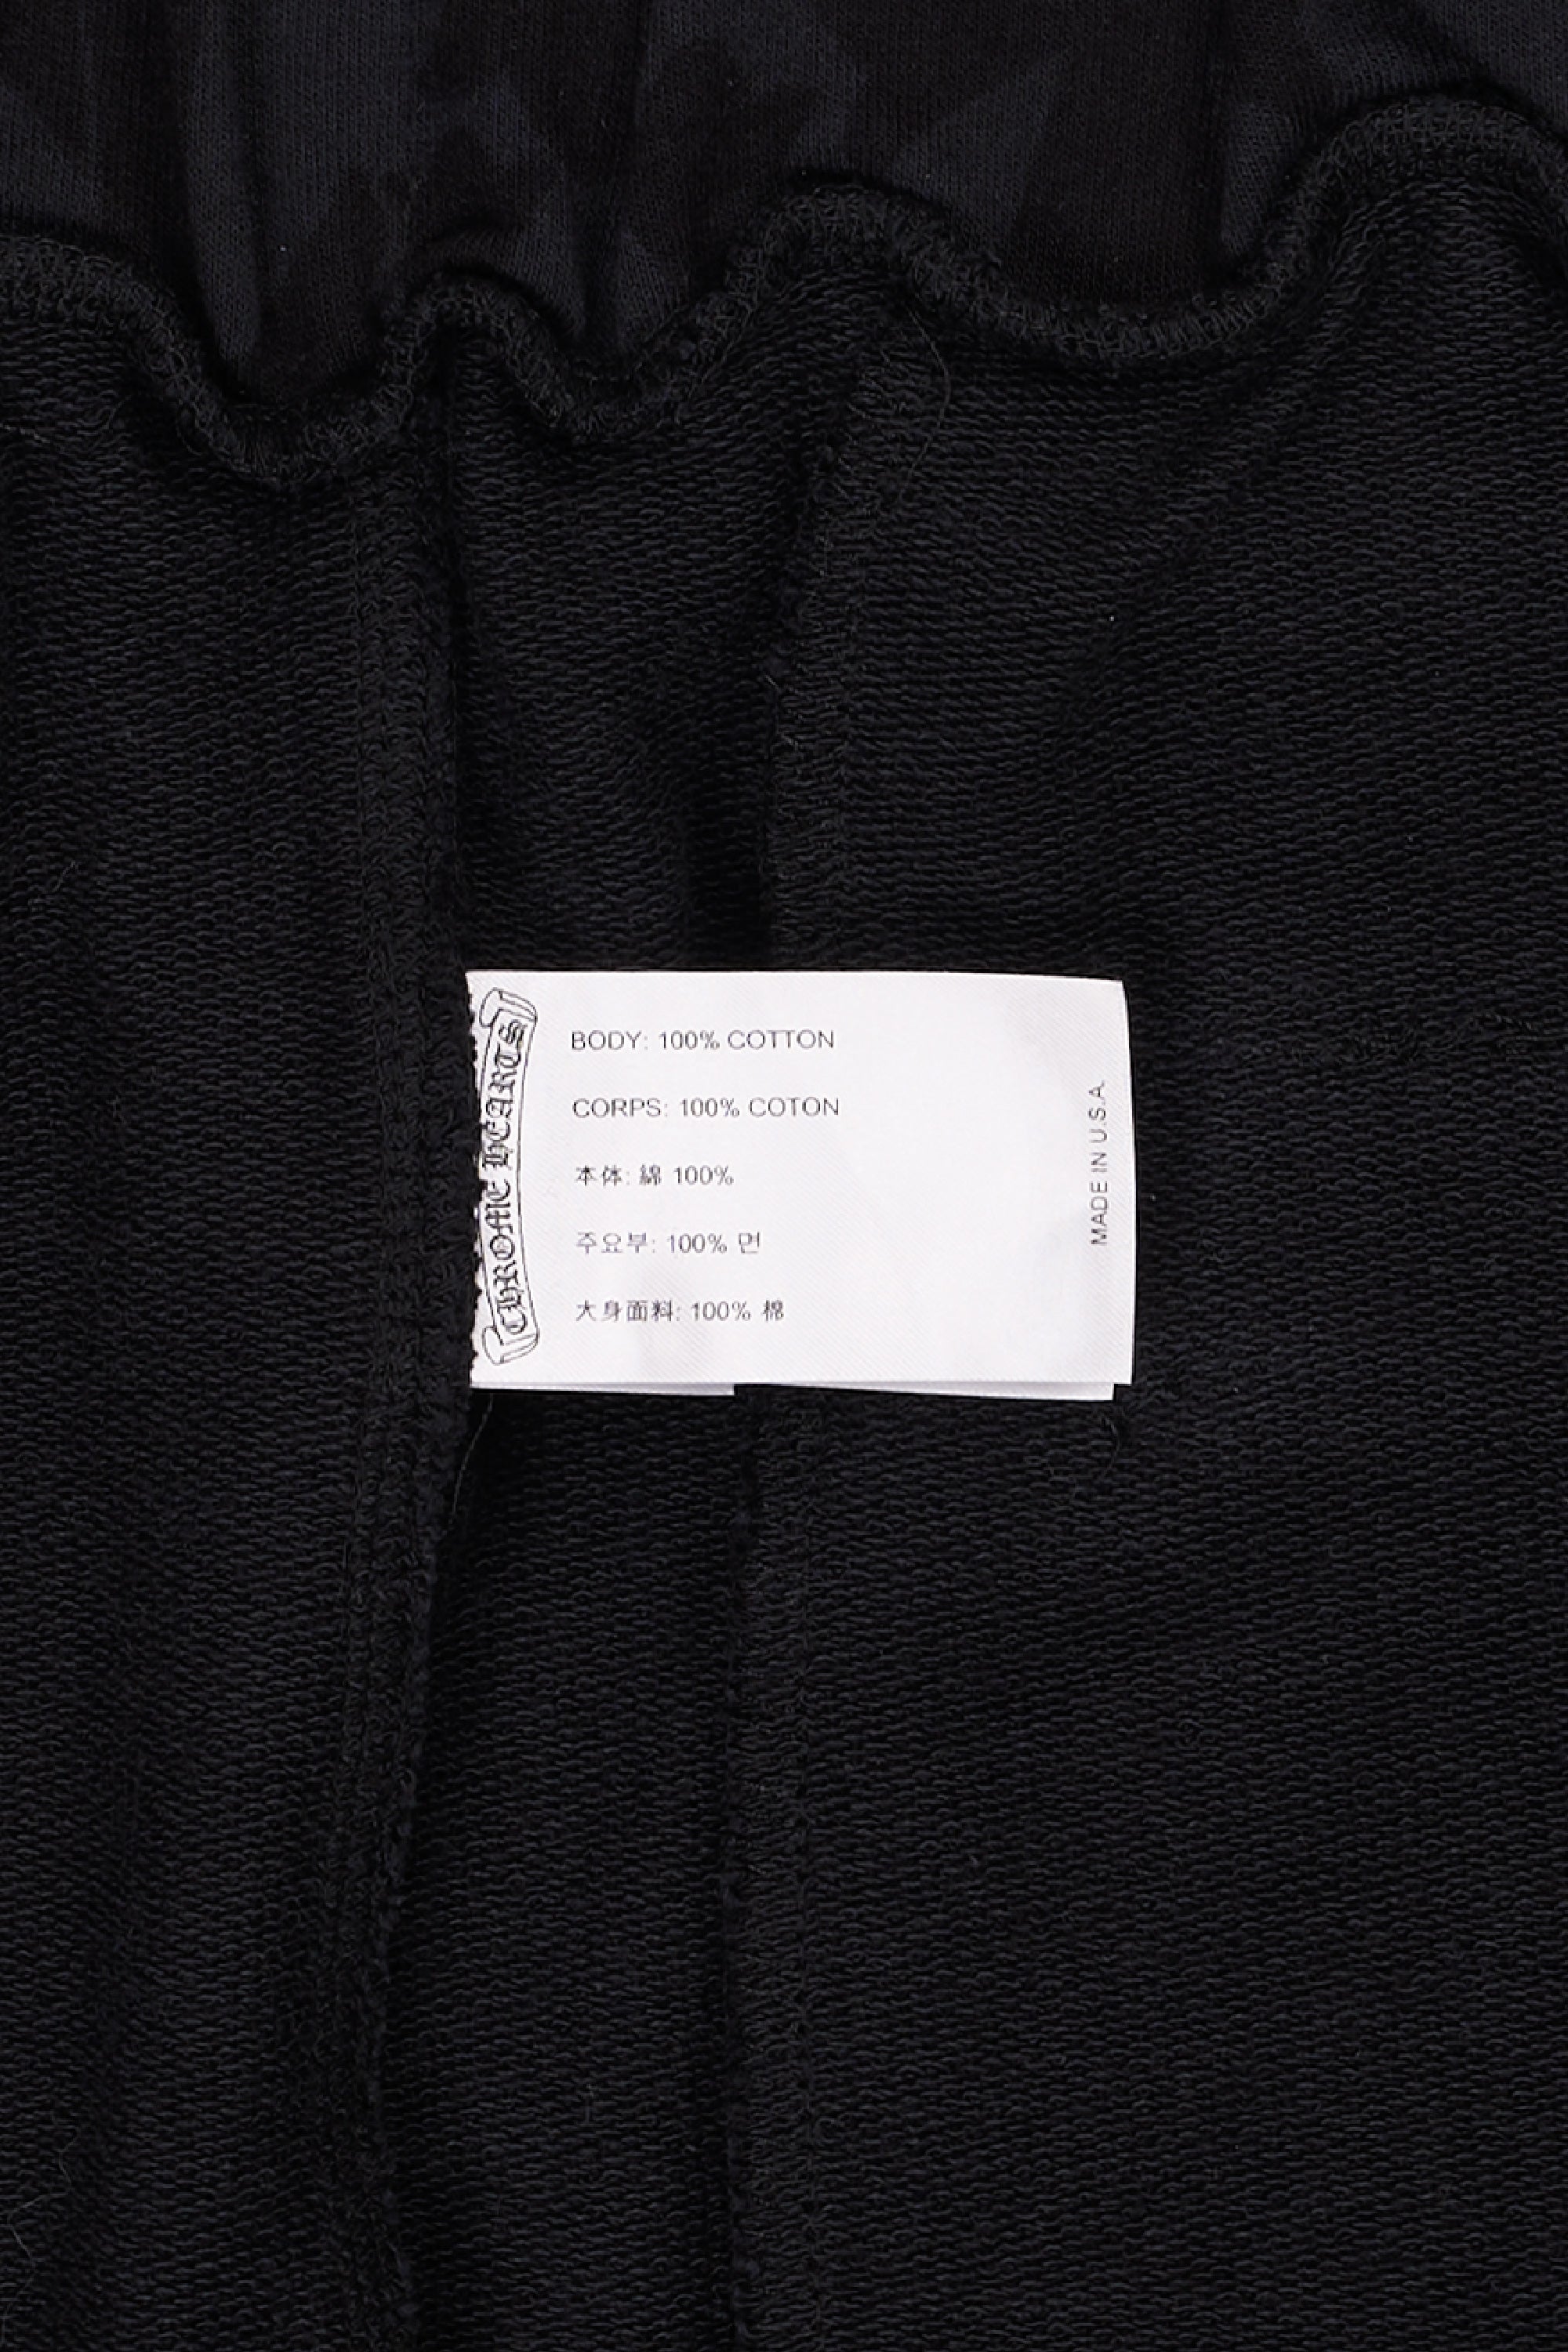 CHROME HEARTS
BODY: 100% COTTON
CORPS: 100% COTON
本体: 綿 100%
주요부: 100% 면
大身面料: 100% 棉
MADE IN U.S.A.